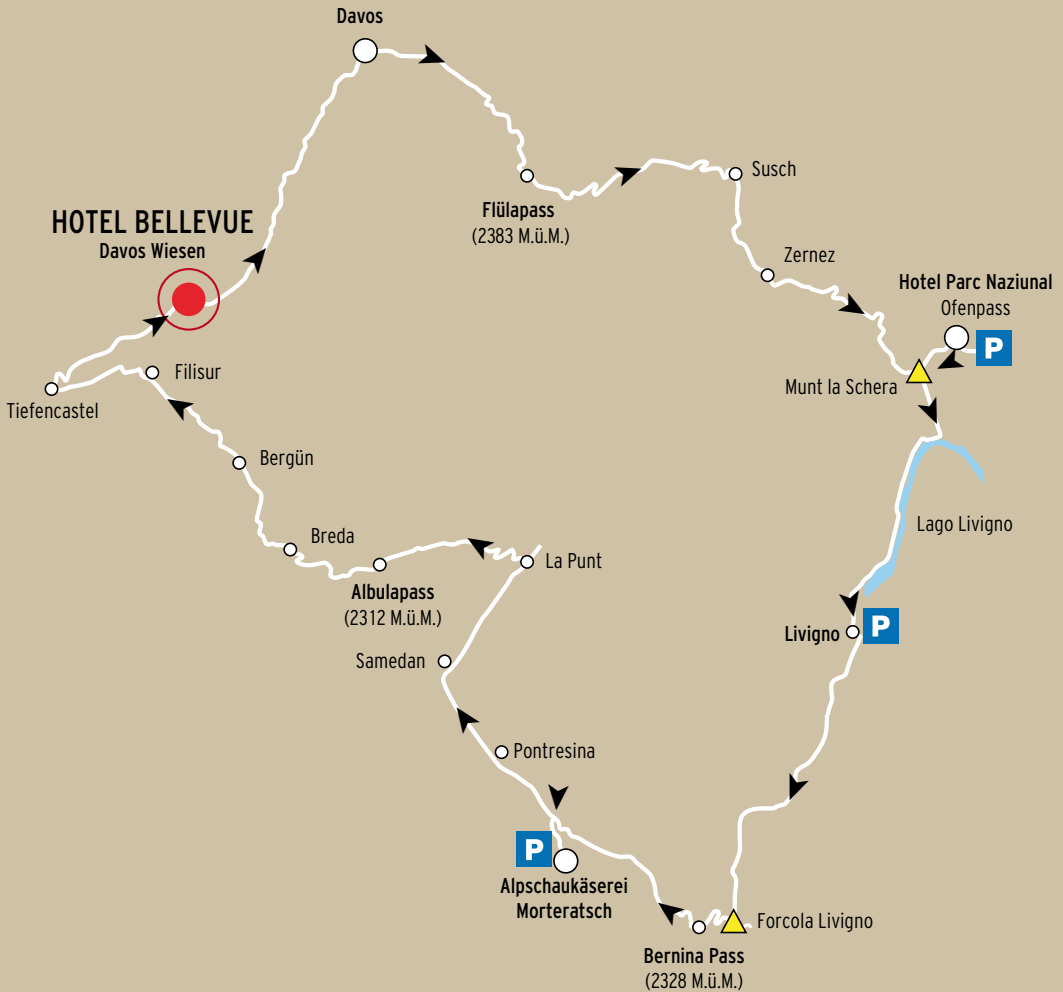 Davos
Susch
Flülapass
(2383 M.ü.M.)
HOTEL BELLEVUE
Davos Wiesen
Zernez
Hotel Parc Naziunal
Ofenpass
P
Munt la Schera
Filisur
Tiefencastel
Bergün
Lago Livigno
Breda
La Punt
Albulapass
(2312 M.ü.M.)
Livigno
P
Samedan
Pontresina
P
Alpschaukäserei
Morteratsch
Forcola Livigno
Bernina Pass
(2328 M.ü.M.)